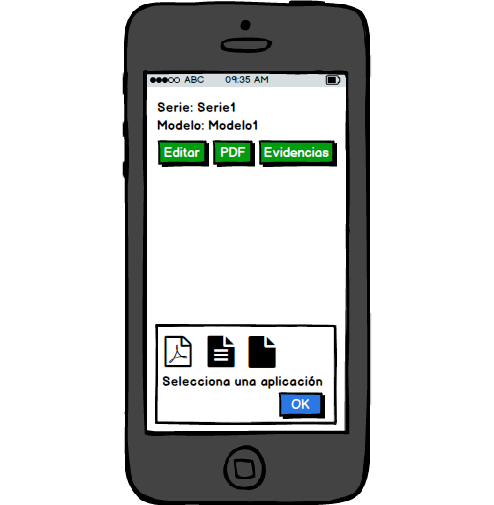 ABC 09:35 AM
Serie: Serie1
Modelo: Modelo1
Editar PDF Evidencias
Selecciona una aplicación
OK